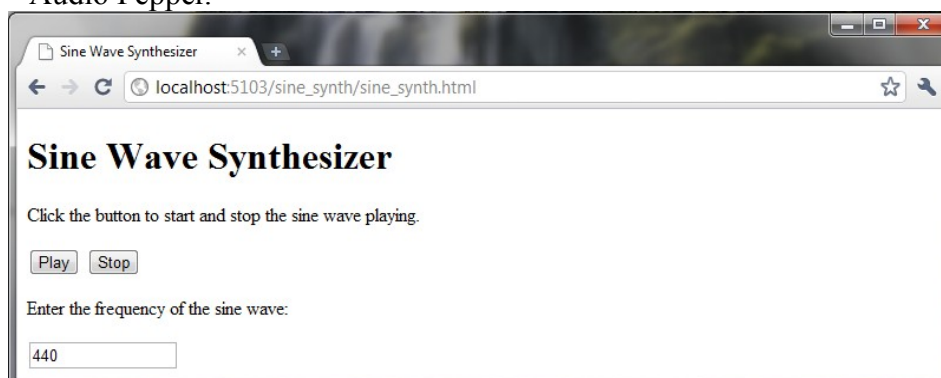 Audio Pepper.
Sine Wave Synthesizer
localhost:5103/sine_synth/sine_synth.html
Sine Wave Synthesizer
Click the button to start and stop the sine wave playing.
Play Stop
Enter the frequency of the sine wave:
440